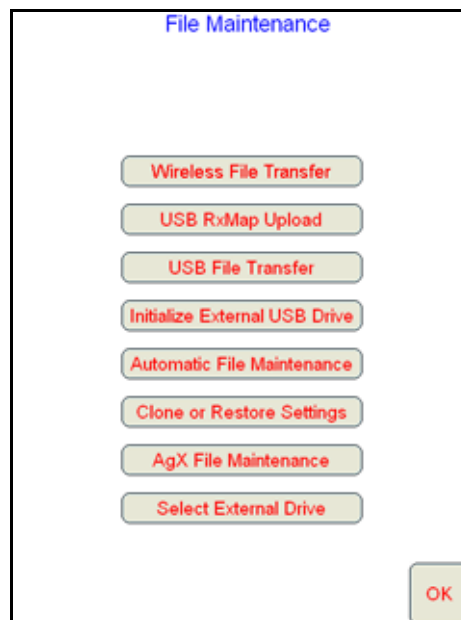 File Maintenance
Wireless File Transfer
USB RxMap Upload
USB File Transfer
Initialize External USB Drive
Automatic File Maintenance
Clone or Restore Settings
AgX File Maintenance
Select External Drive
OK